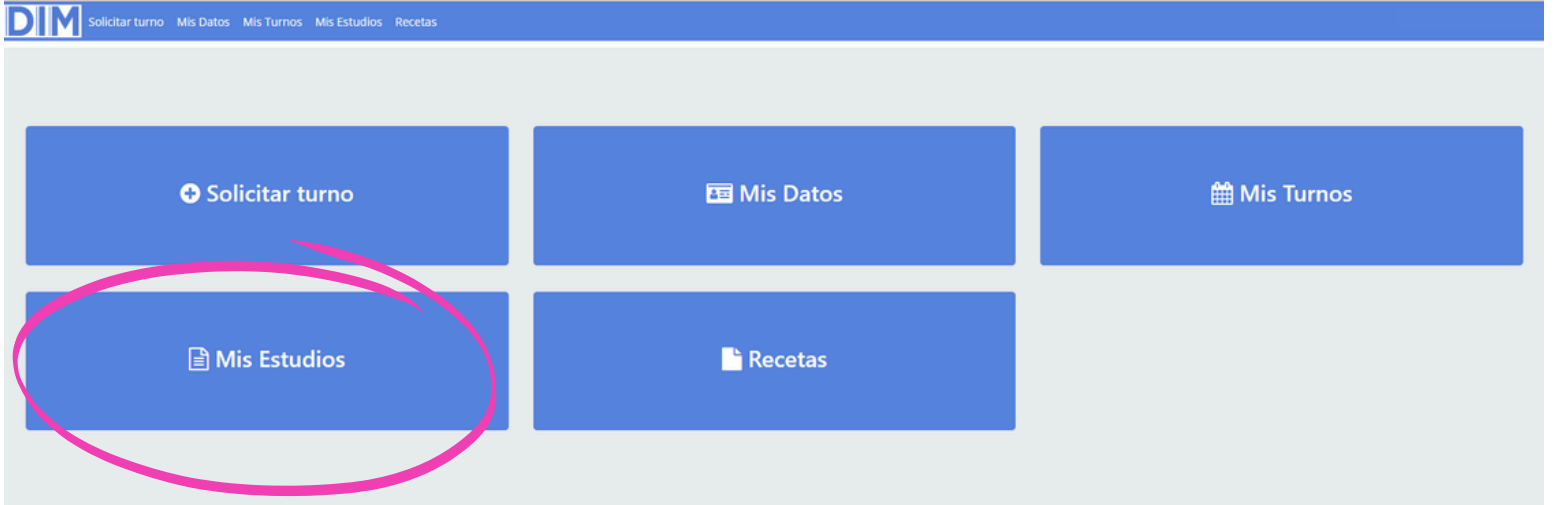 DIM Solicitar turno Mis Datos Mis Turnos Mis Estudios Recetas
Solicitar turno
Mis Datos
Mis Turnos
Mis Estudios
Recetas